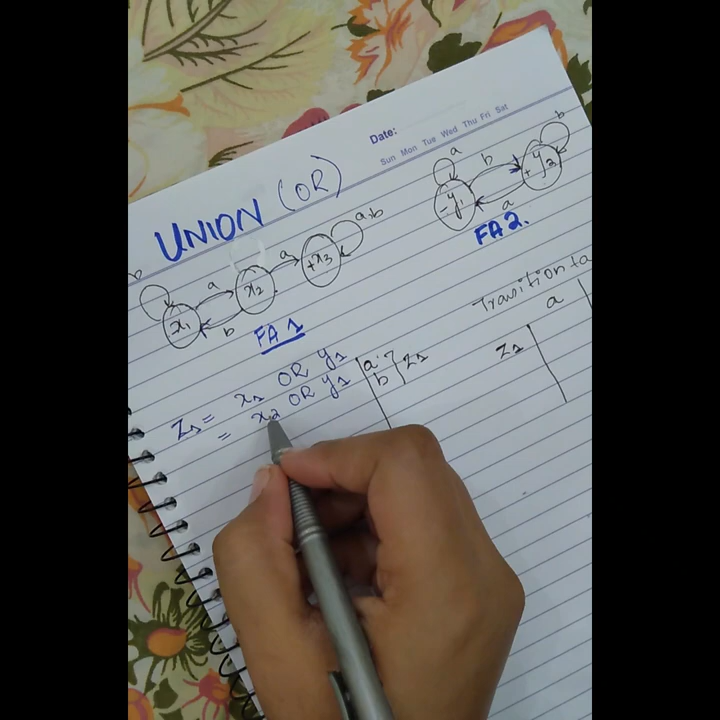 Date:
Sun Mon Tue Wed Thu Fri Sat
UNION (OR)
a
b
b
-y₁
+y₂
a
FA 2.
b
a
a
a,b
x₁
x₂
+x₃
b
FA 1
Transition ta
a
Z₁
Z₁ = x₁ OR y₁
= x₂ OR y₁
a
b
Z₁